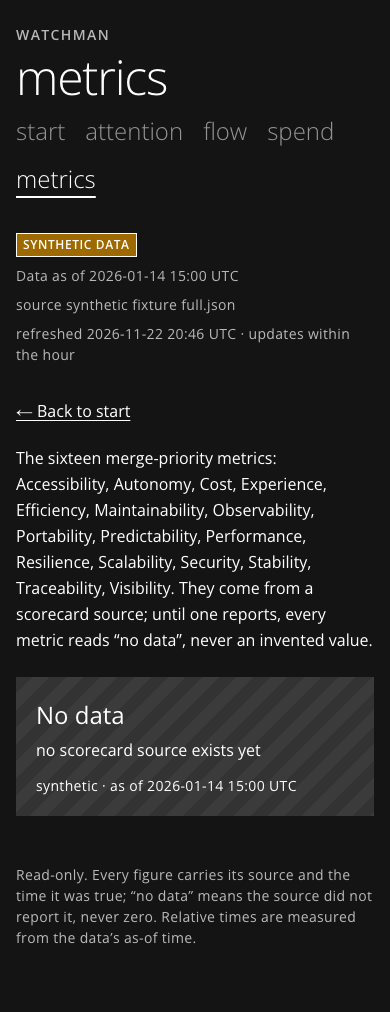 WATCHMAN
metrics
start attention flow spend
metrics
SYNTHETIC DATA
Data as of 2026-01-14 15:00 UTC
source synthetic fixture full.json
refreshed 2026-11-22 20:46 UTC · updates within
the hour
← Back to start
The sixteen merge-priority metrics:
Accessibility, Autonomy, Cost, Experience,
Efficiency, Maintainability, Observability,
Portability, Predictability, Performance,
Resilience, Scalability, Security, Stability,
Traceability, Visibility. They come from a
scorecard source; until one reports, every
metric reads “no data”, never an invented value.
No data
no scorecard source exists yet
synthetic · as of 2026-01-14 15:00 UTC
Read-only. Every figure carries its source and the
time it was true; “no data” means the source did not
report it, never zero. Relative times are measured
from the data’s as-of time.